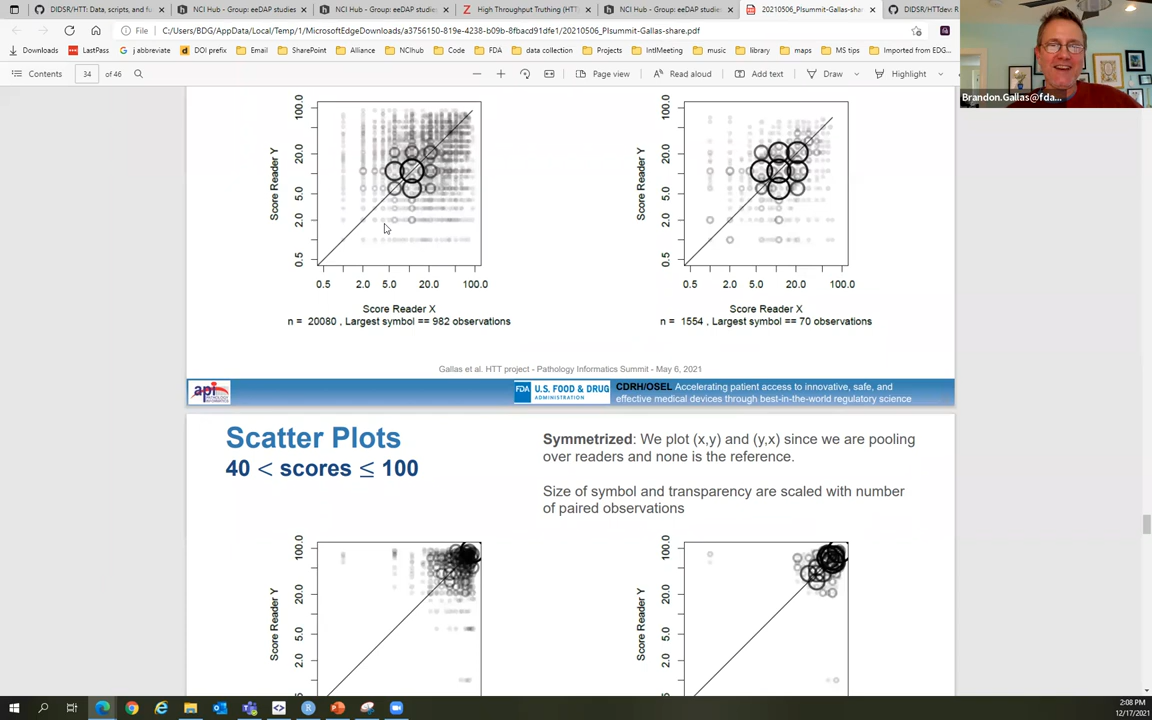 DIDSR/HTT: Data, scripts, and fu
NCI Hub - Group: eeDAP studies
NCI Hub - Group: eeDAP studies
High Throughput Truthing (HTT
NCI Hub - Group: eeDAP studies
20210506_PIsummit-Gallas-share
DIDSR/HTTdev: R
File
C:/Users/BDG/AppData/Local/Temp/1/MicrosoftEdgeDownloads/a3756150-819e-4238-b09b-8fbacd91dfe1/20210506_PIsummit-Gallas-share.pdf
Downloads
LastPass
j abbreviate
DOI prefix
Email
SharePoint
Alliance
NCIhub
Code
FDA
data collection
Projects
IntlMeeting
music
library
maps
MS tips
Imported from EDG...
Contents
34
of 46
Page view
Read aloud
Add text
Draw
Highlight
Brandon.Gallas@fda...
Score Reader Y
100.0
20.0
5.0
2.0
0.5
0.5 2.0 5.0 20.0 100.0
Score Reader X
n = 20080 , Largest symbol == 982 observations
Score Reader Y
100.0
20.0
5.0
2.0
0.5
0.5 2.0 5.0 20.0 100.0
Score Reader X
n = 1554 , Largest symbol == 70 observations
Gallas et al. HTT project - Pathology Informatics Summit - May 6, 2021
api
FDA
U.S. FOOD & DRUG
ADMINISTRATION
CDRH/OSEL Accelerating patient access to innovative, safe, and
effective medical devices through best-in-the-world regulatory science
Scatter Plots
40 < scores ≤ 100
Symmetrized: We plot (x,y) and (y,x) since we are pooling
over readers and none is the reference.
Size of symbol and transparency are scaled with number
of paired observations
Score Reader Y
100.0
20.0
5.0
2.0
Score Reader Y
100.0
20.0
5.0
2.0
2:08 PM
12/17/2021